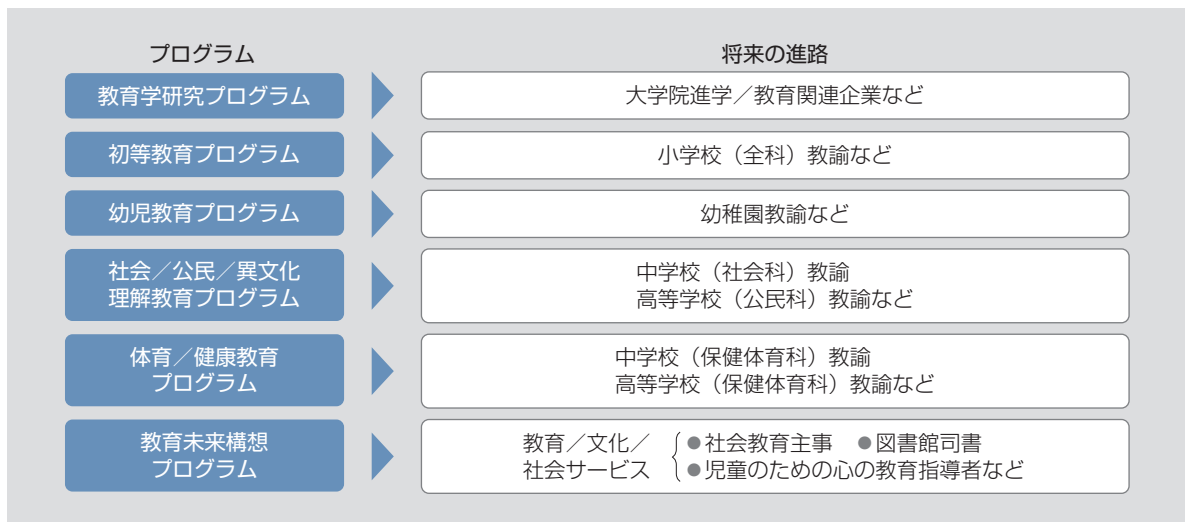 プログラム
将来の進路
教育学研究プログラム
大学院進学／教育関連企業など
初等教育プログラム
小学校（全科）教諭など
幼児教育プログラム
幼稚園教諭など
社会／公民／異文化
理解教育プログラム
中学校（社会科）教諭
高等学校（公民科）教諭など
体育／健康教育
プログラム
中学校（保健体育科）教諭
高等学校（保健体育科）教諭など
教育未来構想
プログラム
教育／文化／
社会サービス
●社会教育主事　●図書館司書
●児童のための心の教育指導者など